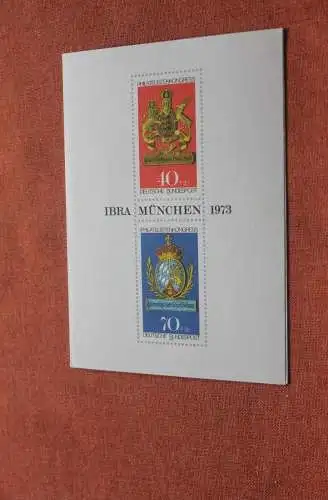 PHILATELISTENKONGRESS
40
DEUTSCHE BUNDESPOST
IBRA MÜNCHEN 1973
PHILATELISTENKONGRESS
70
DEUTSCHE BUNDESPOST